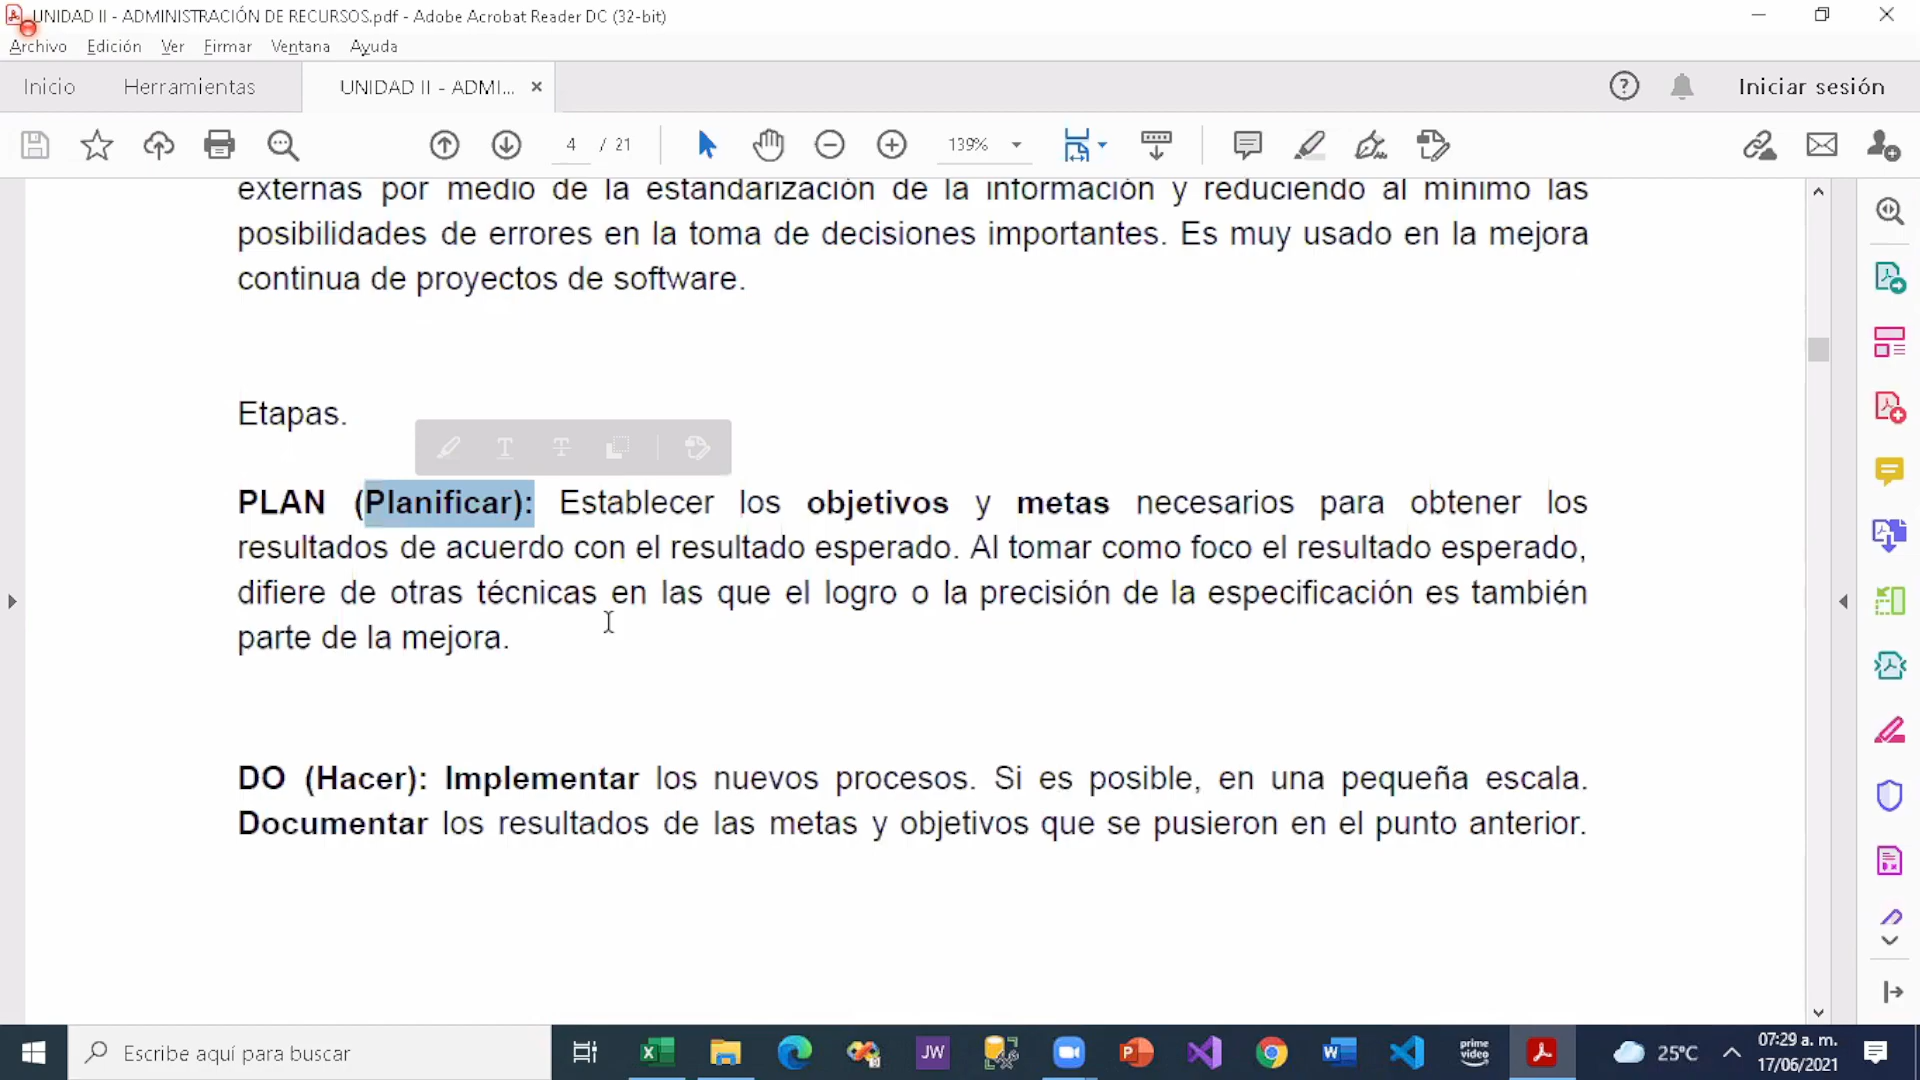 UNIDAD II - ADMINISTRACIÓN DE RECURSOS.pdf - Adobe Acrobat Reader DC (32-bit)
Archivo Edición Ver Firmar Ventana Ayuda
Inicio Herramientas UNIDAD II - ADMI... × Iniciar sesión
4 / 21 139%
externas por medio de la estandarización de la información y reduciendo al mínimo las
posibilidades de errores en la toma de decisiones importantes. Es muy usado en la mejora
continua de proyectos de software.
Etapas.
PLAN (Planificar): Establecer los objetivos y metas necesarios para obtener los
resultados de acuerdo con el resultado esperado. Al tomar como foco el resultado esperado,
difiere de otras técnicas en las que el logro o la precisión de la especificación es también
parte de la mejora.
DO (Hacer): Implementar los nuevos procesos. Si es posible, en una pequeña escala.
Documentar los resultados de las metas y objetivos que se pusieron en el punto anterior.
Escribe aquí para buscar
JW
prime
video
25°C
07:29 a. m.
17/06/2021